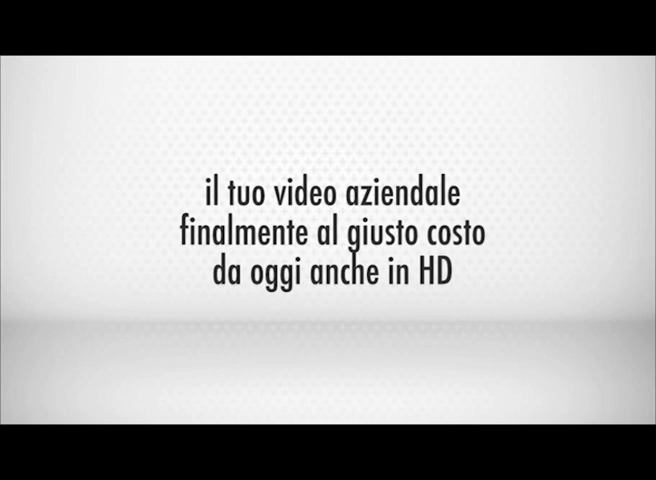 il tuo video aziendale
finalmente al giusto costo
da oggi anche in HD